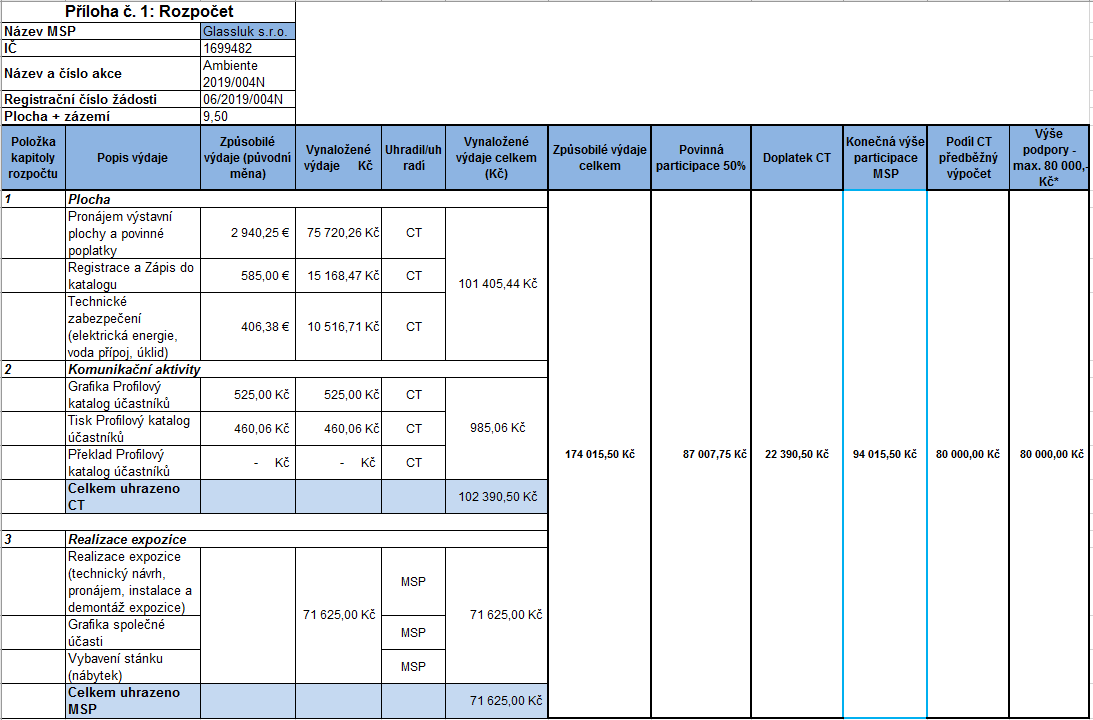 Příloha č. 1: Rozpočet
Název MSP Glassluk s.r.o.
IČ 1699482
Název a číslo akce Ambiente
2019/004N
Registrační číslo žádosti 06/2019/004N
Plocha + zázemí 9,50
Položka
kapitoly
rozpočtu
Popis výdaje
Způsobilé
výdaje (původní
měna)
Vynaložené
výdaje Kč
Uhradil/uh
radí
Vynaložené
výdaje celkem
(Kč)
Způsobilé výdaje
celkem
Povinná
participace 50%
Doplatek CT
Konečná výše
participace
MSP
Podíl CT
předběžný
výpočet
Výše
podpory -
max. 80 000,-
Kč*
1 Plocha
Pronájem výstavní
plochy a povinné
poplatky
2 940,25 € 75 720,26 Kč CT
Registrace a Zápis do
katalogu
585,00 € 15 168,47 Kč CT
101 405,44 Kč
Technické
zabezpečení
(elektrická energie,
voda přípoj, úklid)
406,38 € 10 516,71 Kč CT
2 Komunikační aktivity
Grafika Profilový
katalog účastníků
525,00 Kč 525,00 Kč CT
Tisk Profilový katalog
účastníků
460,06 Kč 460,06 Kč CT
985,06 Kč
Překlad Profilový
katalog účastníků
- Kč - Kč CT
174 015,50 Kč 87 007,75 Kč 22 390,50 Kč 94 015,50 Kč 80 000,00 Kč 80 000,00 Kč
Celkem uhrazeno
CT
102 390,50 Kč
3 Realizace expozice
Realizace expozice
(technický návrh,
pronájem, instalace a
demontáž expozice)
MSP
71 625,00 Kč 71 625,00 Kč
Grafika společné
účasti
MSP
Vybavení stánku
(nábytek)
MSP
Celkem uhrazeno
MSP
71 625,00 Kč